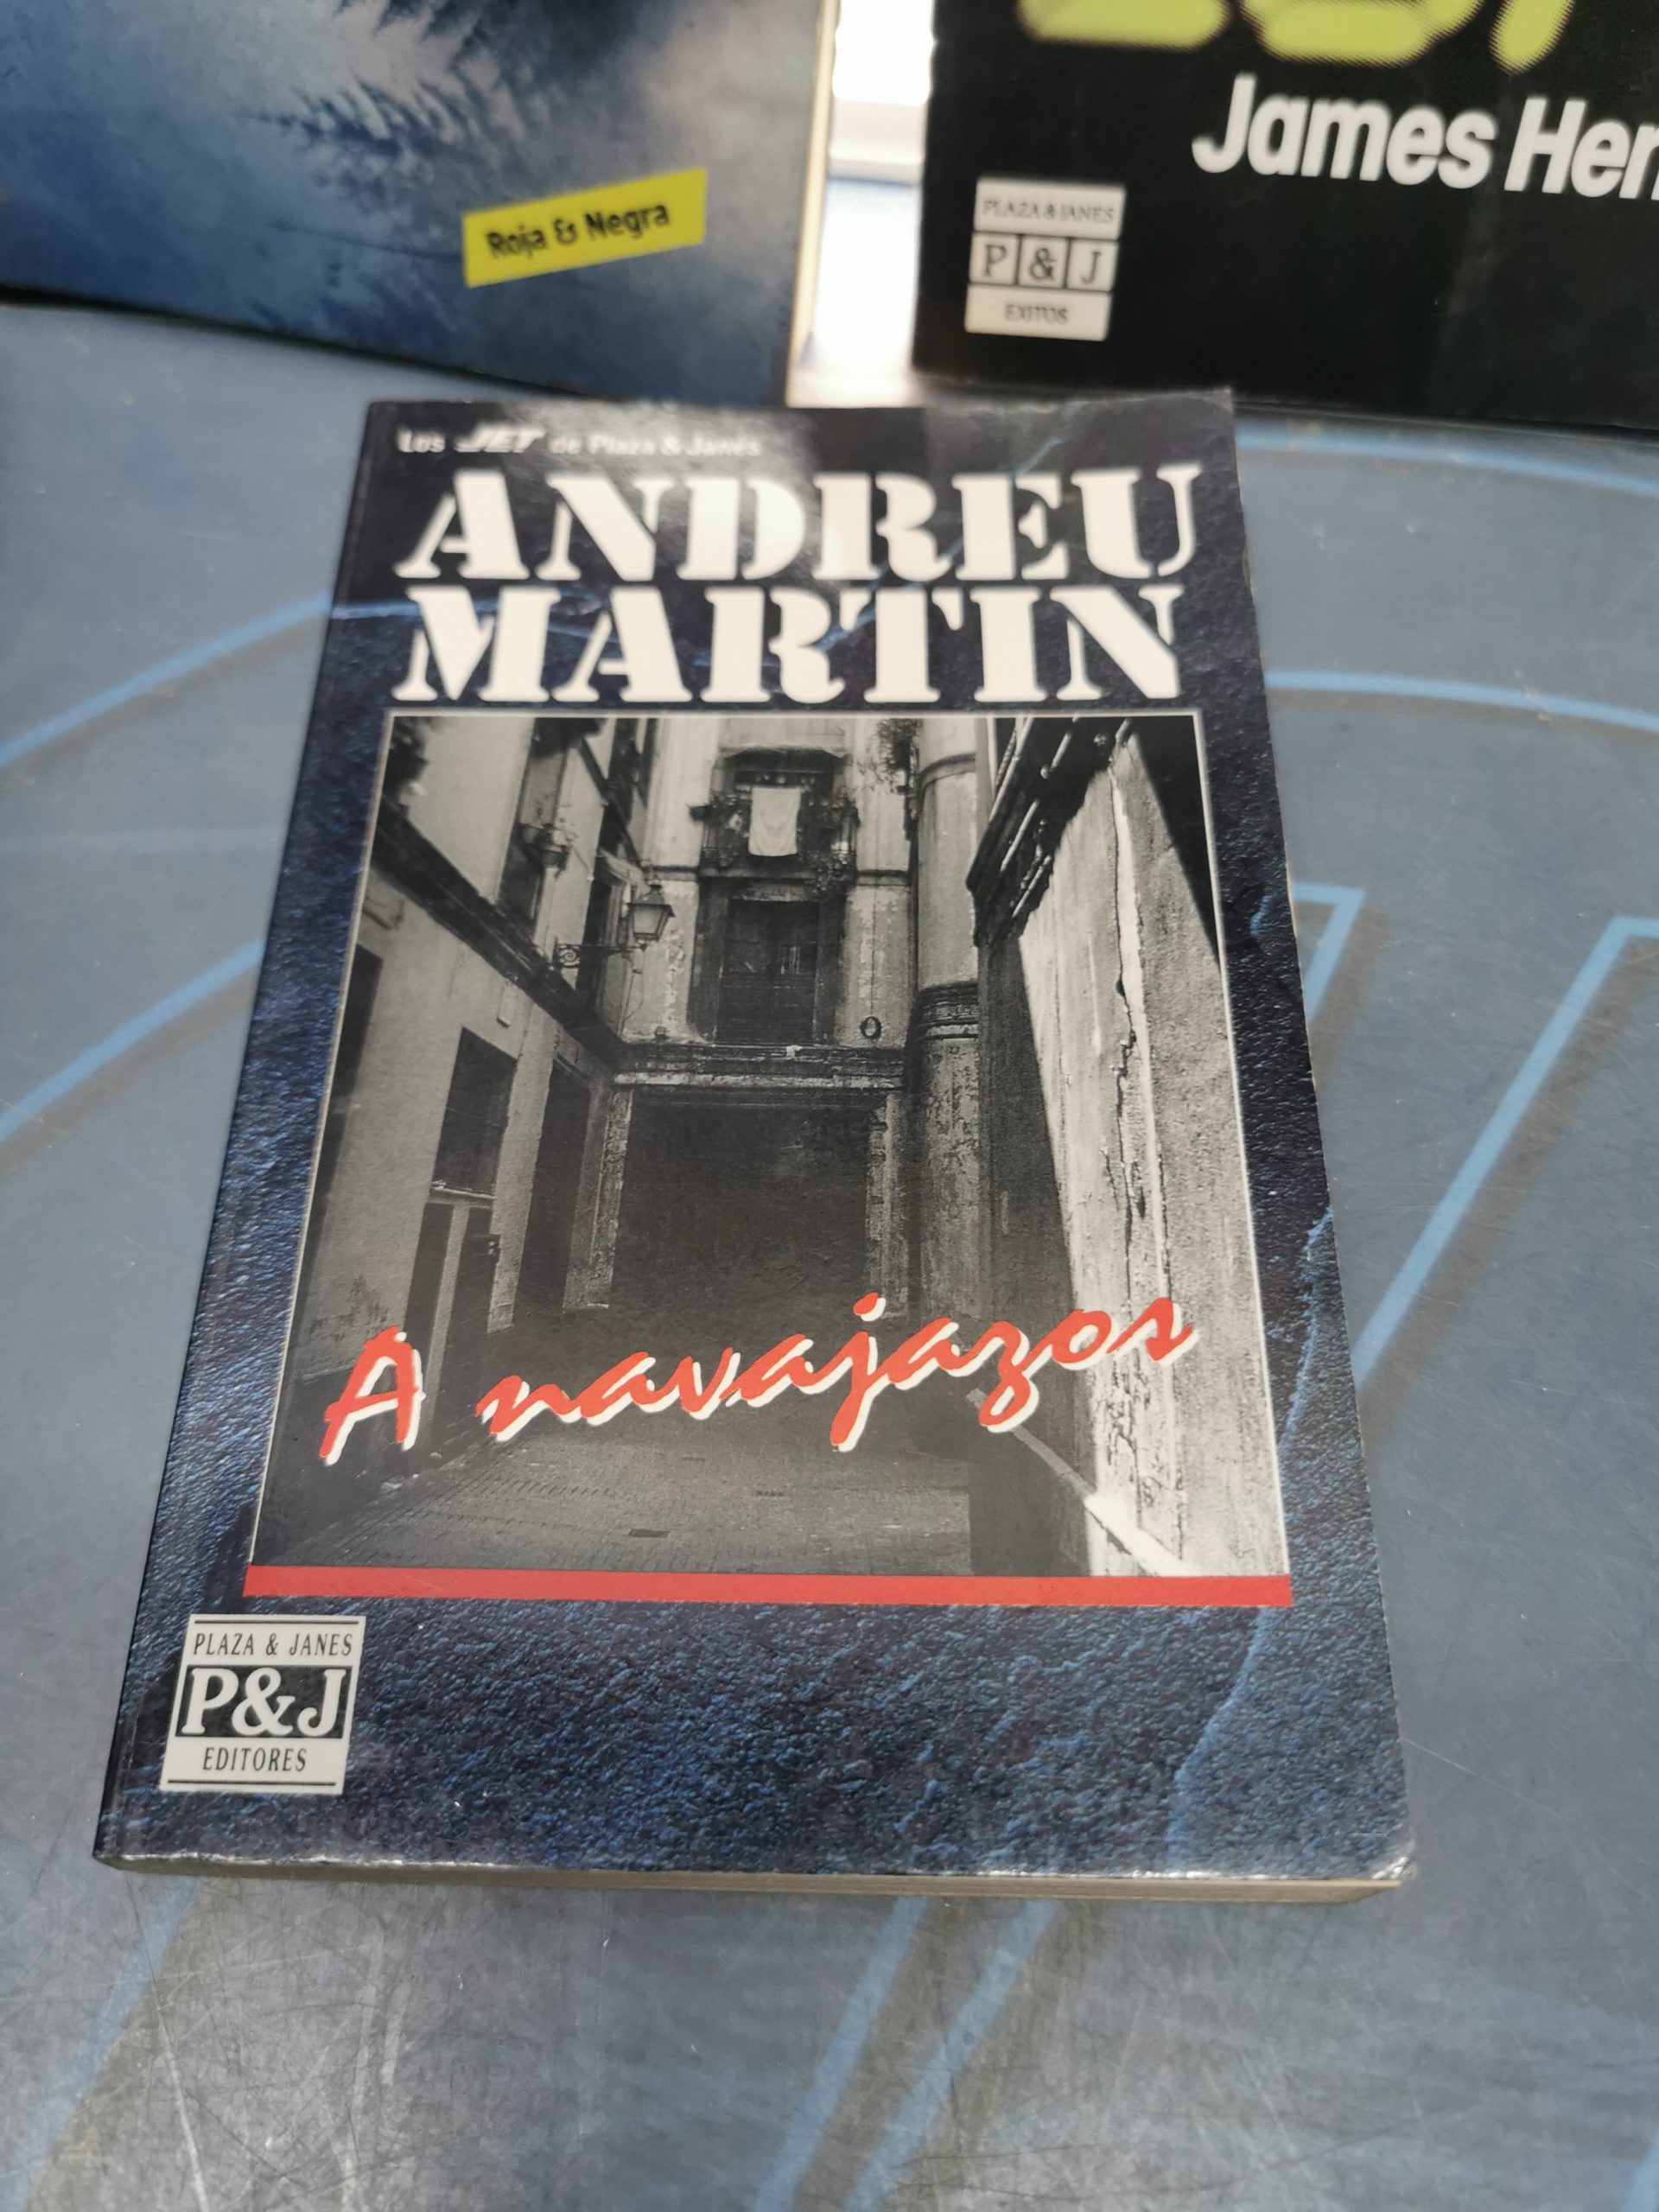 Roja & Negra
James Her
PLAZA & JANES
P & J
EXITOS
Los JET de Plaza & Janés
ANDREU
MARTIN
A navajazos
PLAZA & JANES
P&J
EDITORES